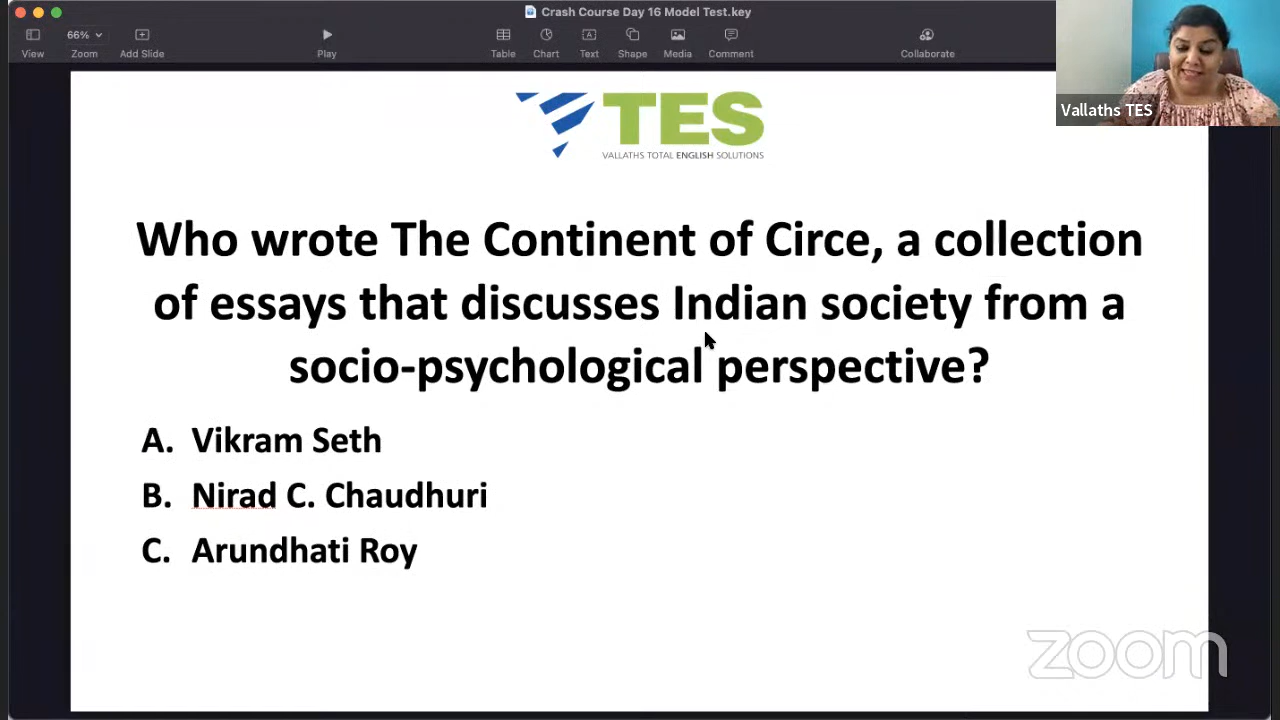 Crash Course Day 16 Model Test.key
66%
View
Zoom
Add Slide
Play
Table
Chart
Text
Shape
Media
Comment
Collaborate
Vallaths TES
TES
VALLATHS TOTAL ENGLISH SOLUTIONS
Who wrote The Continent of Circe, a collection
of essays that discusses Indian society from a
socio-psychological perspective?
A. Vikram Seth
B. Nirad C. Chaudhuri
C. Arundhati Roy
zoom